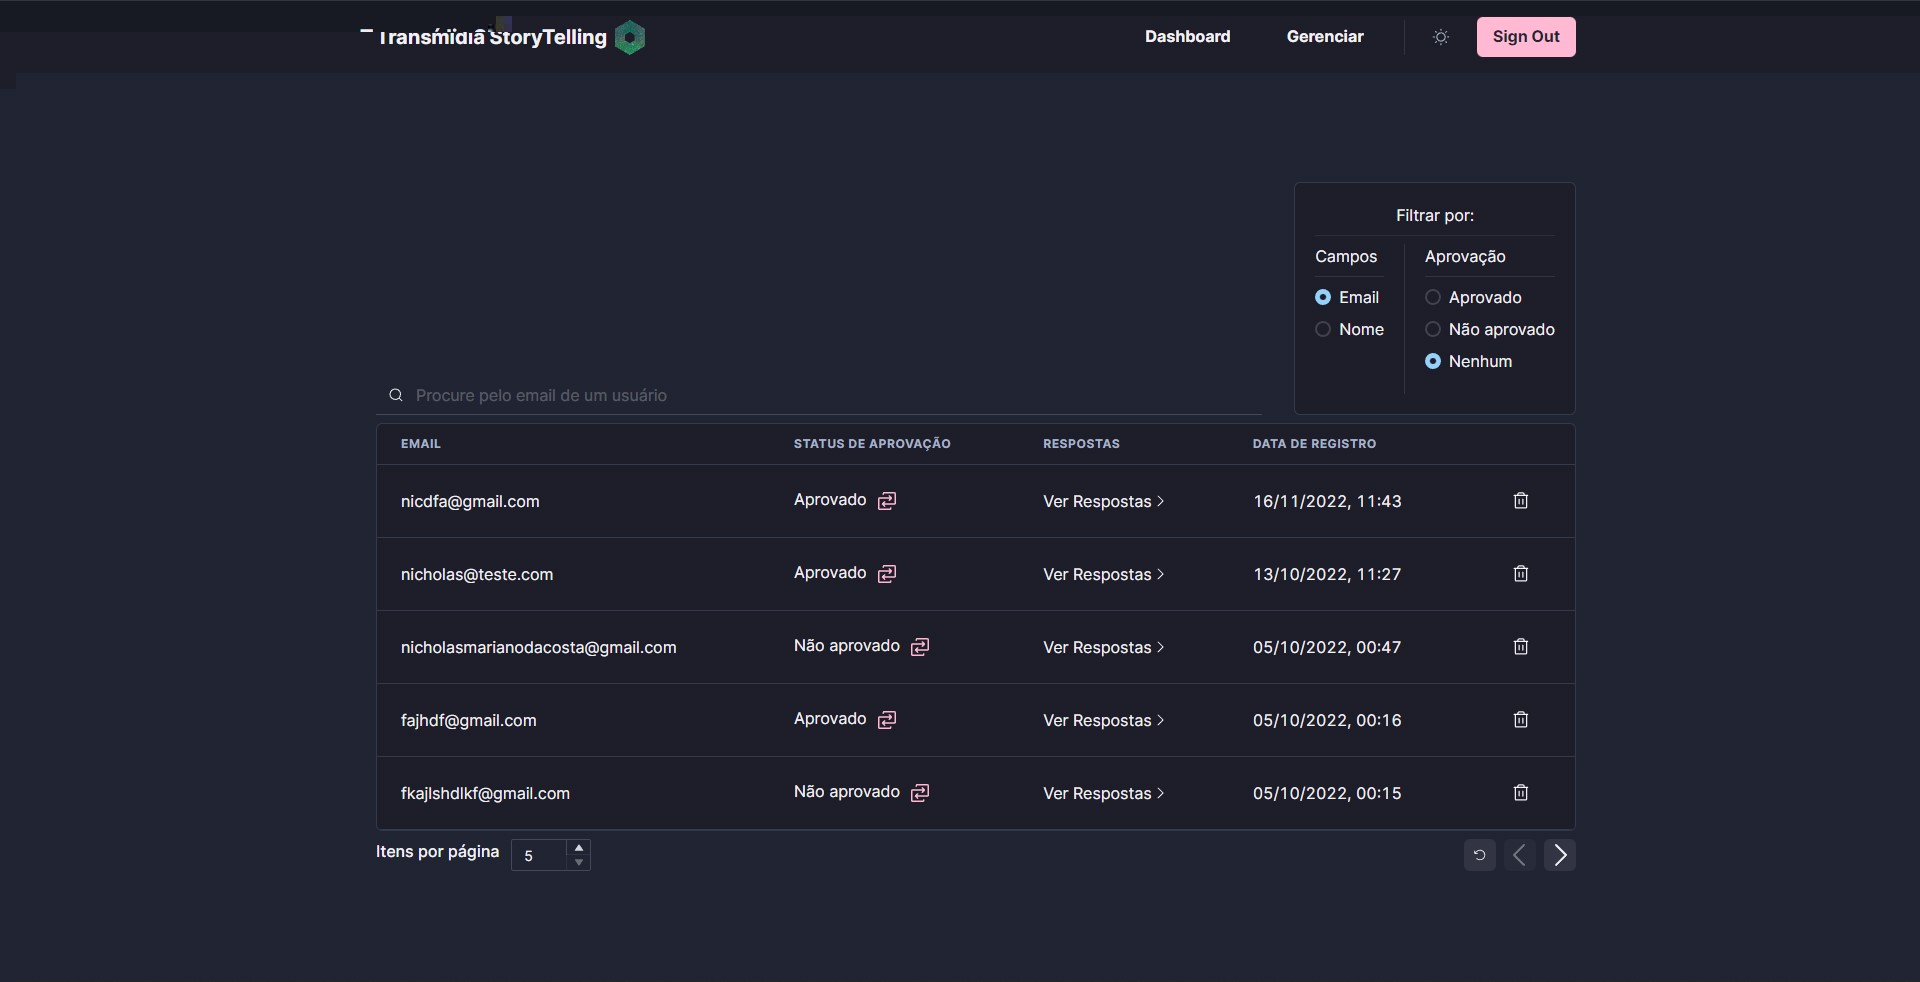 Transmídia StoryTelling
Dashboard
Gerenciar
Sign Out
Filtrar por:
Campos
Aprovação
Email
Aprovado
Nome
Não aprovado
Nenhum
Procure pelo email de um usuário
EMAIL STATUS DE APROVAÇÃO RESPOSTAS DATA DE REGISTRO
nicdfa@gmail.com Aprovado Ver Respostas 16/11/2022, 11:43
nicholas@teste.com Aprovado Ver Respostas 13/10/2022, 11:27
nicholasmarianodacosta@gmail.com Não aprovado Ver Respostas 05/10/2022, 00:47
fajhdf@gmail.com Aprovado Ver Respostas 05/10/2022, 00:16
fkajlshdlkf@gmail.com Não aprovado Ver Respostas 05/10/2022, 00:15
Itens por página 5